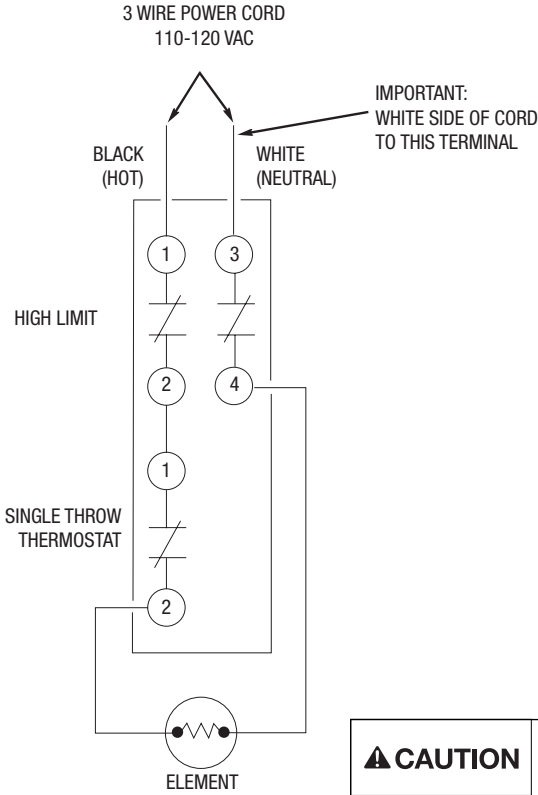 3 WIRE POWER CORD
110-120 VAC
IMPORTANT:
WHITE SIDE OF CORD
TO THIS TERMINAL
BLACK
(HOT)
WHITE
(NEUTRAL)
1
3
HIGH LIMIT
2
4
1
SINGLE THROW
THERMOSTAT
2
ELEMENT
CAUTION